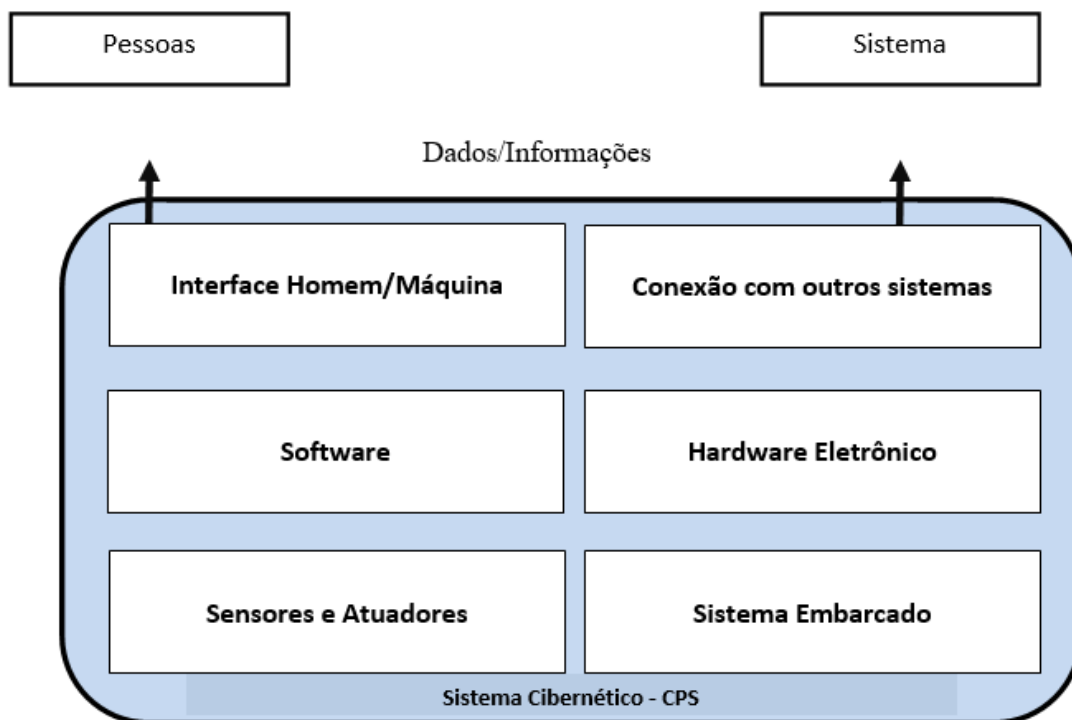 Pessoas
Sistema
Dados/Informações
Interface Homem/Máquina
Conexão com outros sistemas
Software
Hardware Eletrônico
Sensores e Atuadores
Sistema Embarcado
Sistema Cibernético - CPS